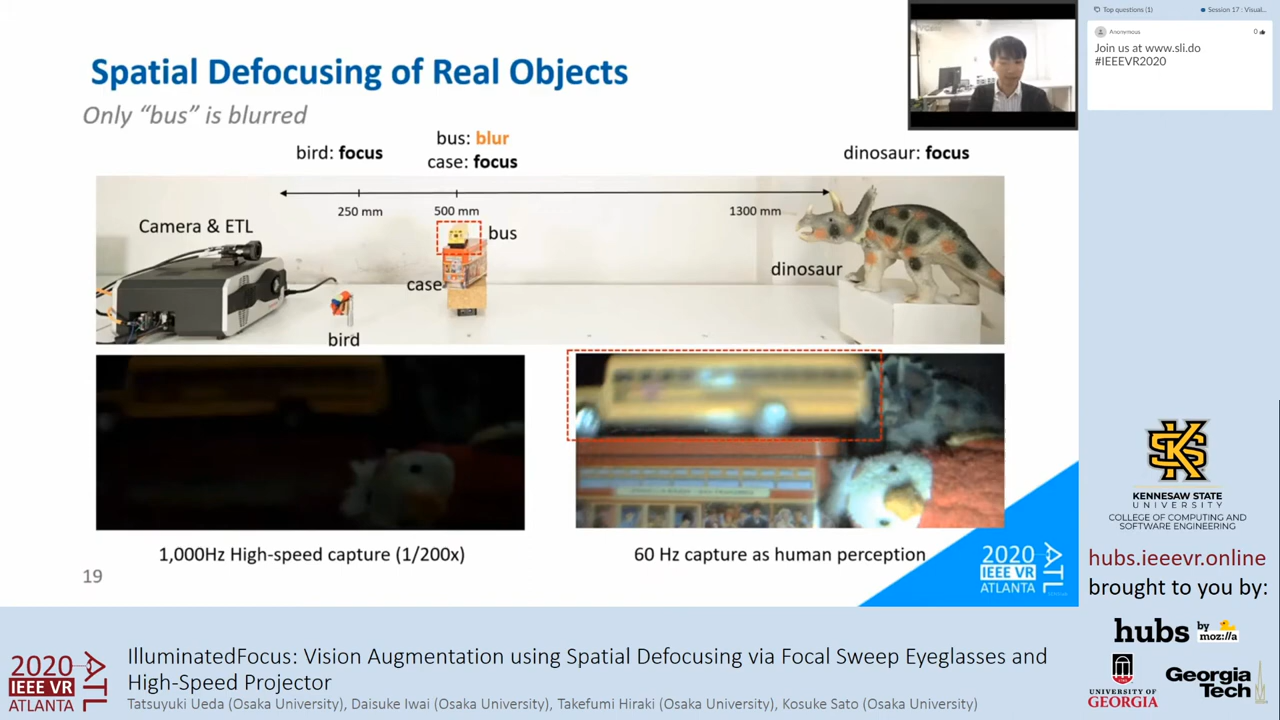 Spatial Defocusing of Real Objects
Only “bus” is blurred
bird: focus
bus: blur
case: focus
dinosaur: focus
250 mm
500 mm
1300 mm
Camera & ETL
bus
case
dinosaur
bird
1,000Hz High-speed capture (1/200x)
60 Hz capture as human perception
19
2020
IEEE VR
ATLANTA
ATL
Top questions (1)
Session 17 : Visual...
Anonymous
0
Join us at www.sli.do
#IEEEVR2020
KENNESAW STATE
UNIVERSITY
COLLEGE OF COMPUTING AND
SOFTWARE ENGINEERING
hubs.ieeevr.online
brought to you by:
hubs by
moz://a
UNIVERSITY OF
GEORGIA
Georgia
Tech
2020
IEEE VR
ATLANTA
ATL
IlluminatedFocus: Vision Augmentation using Spatial Defocusing via Focal Sweep Eyeglasses and
High-Speed Projector
Tatsuyuki Ueda (Osaka University), Daisuke Iwai (Osaka University), Takefumi Hiraki (Osaka University), Kosuke Sato (Osaka University)